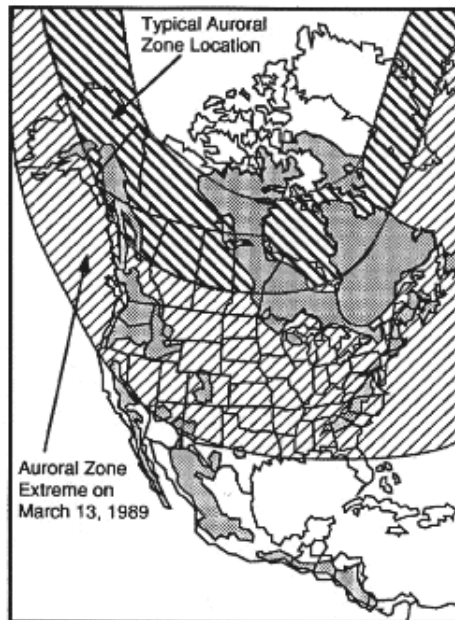 Typical Auroral
Zone Location
Auroral Zone
Extreme on
March 13, 1989